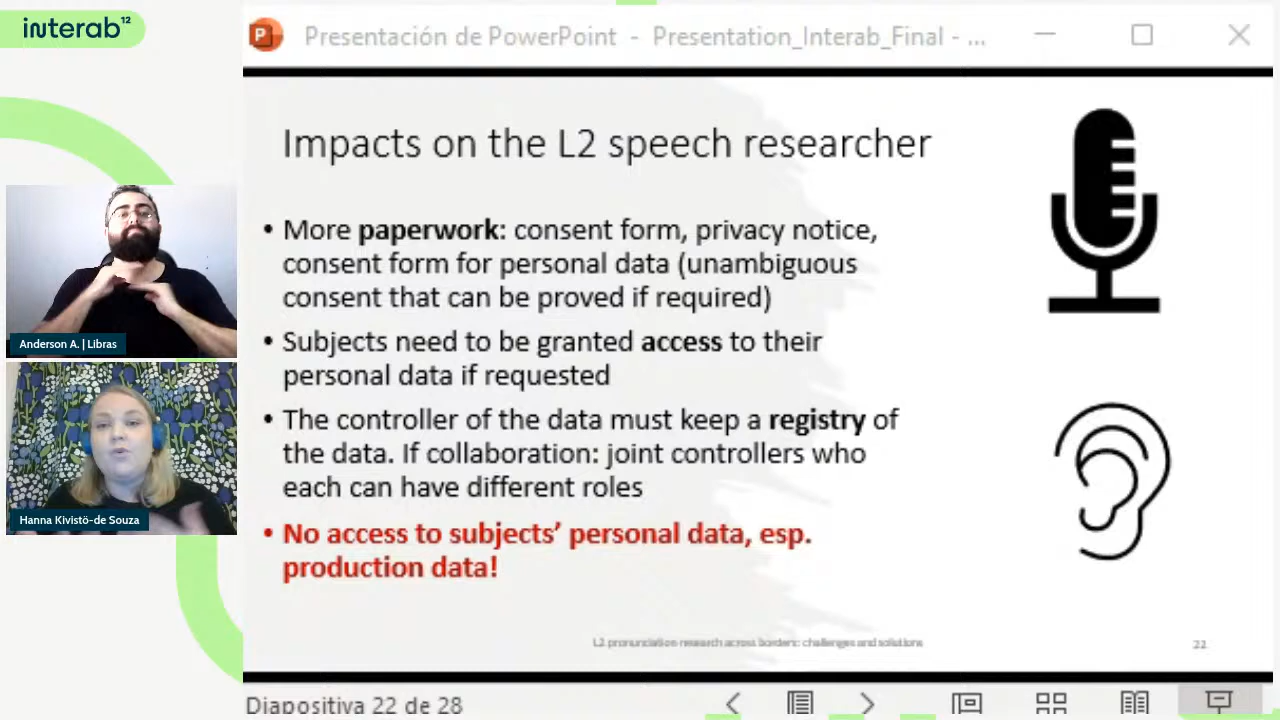 interab¹²
Presentación de PowerPoint - Presentation_Interab_Final - ...
Impacts on the L2 speech researcher
• More paperwork: consent form, privacy notice,
consent form for personal data (unambiguous
consent that can be proved if required)
• Subjects need to be granted access to their
personal data if requested
• The controller of the data must keep a registry of
the data. If collaboration: joint controllers who
each can have different roles
• No access to subjects’ personal data, esp.
production data!
Anderson A. | Libras
Hanna Kivistö-de Souza
L2 pronunciation research across borders: challenges and solutions
22
Diapositiva 22 de 28